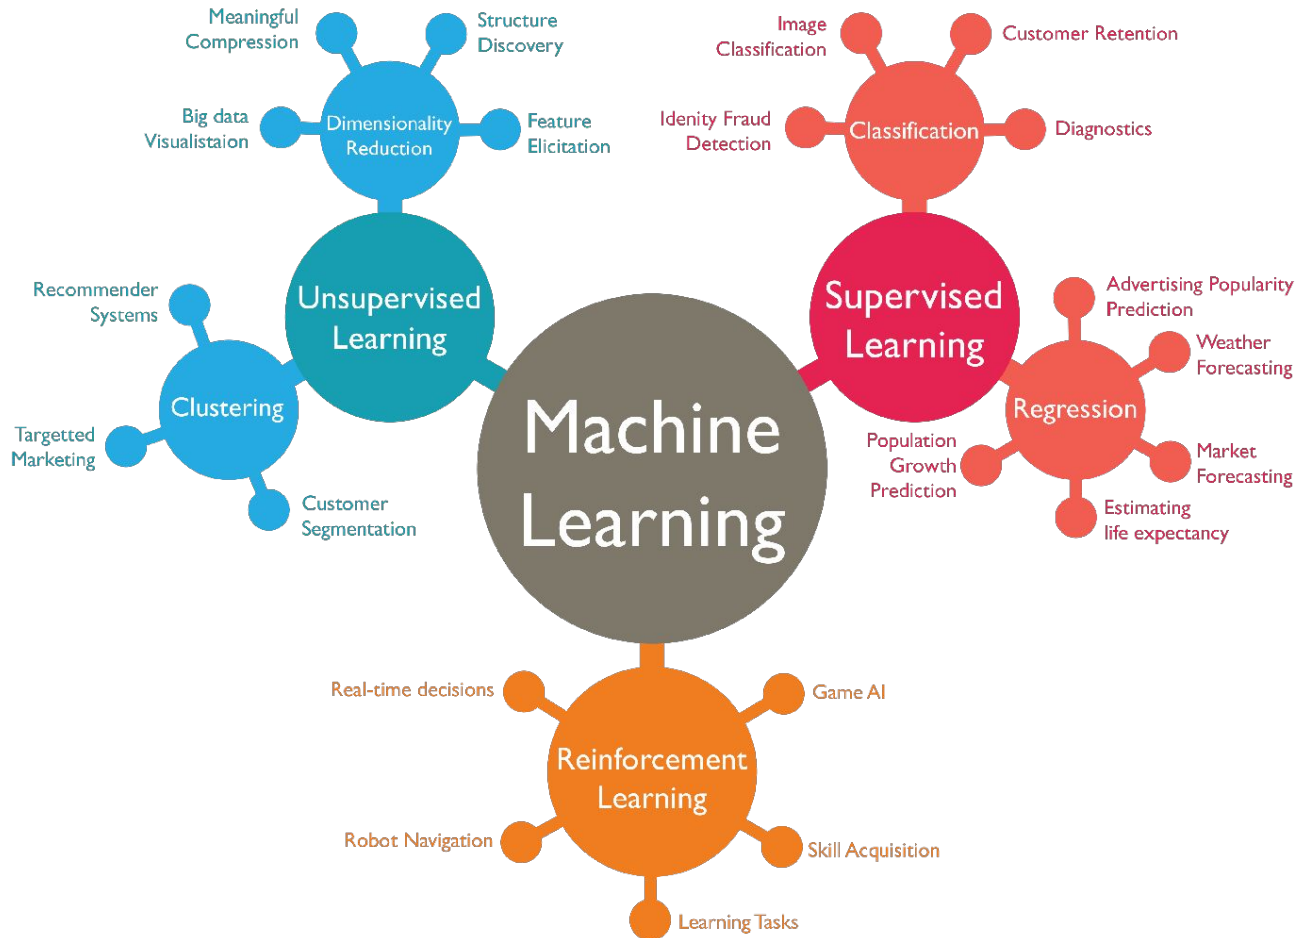 Meaningful
Compression
Structure
Discovery
Big data
Visualistaion
Dimensionality
Reduction
Feature
Elicitation
Recommender
Systems
Unsupervised
Learning
Clustering
Targetted
Marketing
Customer
Segmentation
Image
Classification
Customer Retention
Idenity Fraud
Detection
Classification
Diagnostics
Supervised
Learning
Advertising Popularity
Prediction
Weather
Forecasting
Regression
Population
Growth
Prediction
Market
Forecasting
Estimating
life expectancy
Machine
Learning
Real-time decisions
Game AI
Reinforcement
Learning
Robot Navigation
Skill Acquisition
Learning Tasks